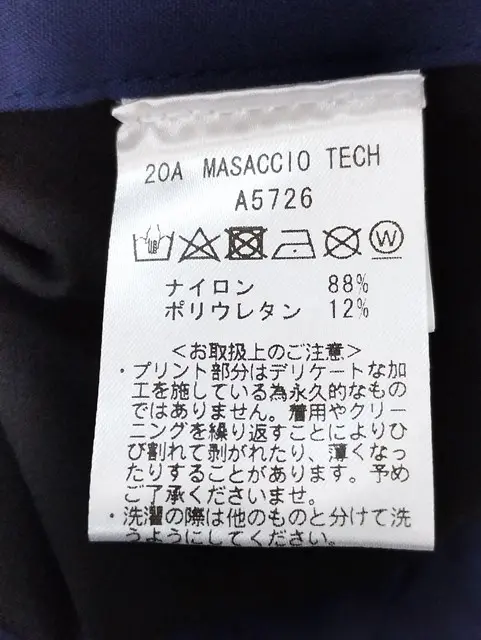 20A MASACCIO TECH
A5726
W
ナイロン 88%
ポリウレタン 12%
<お取扱上のご注意>
・プリント部分はデリケートな加
工を施している為永久的なもの
ではありません。着用やクリー
ニングを繰り返すことによりひ
び割れて剥がれたり、薄くなっ
たりすることがあります。予め
ご了承くださいませ。
・洗濯の際は他のものと分けて洗
うようにしてください。